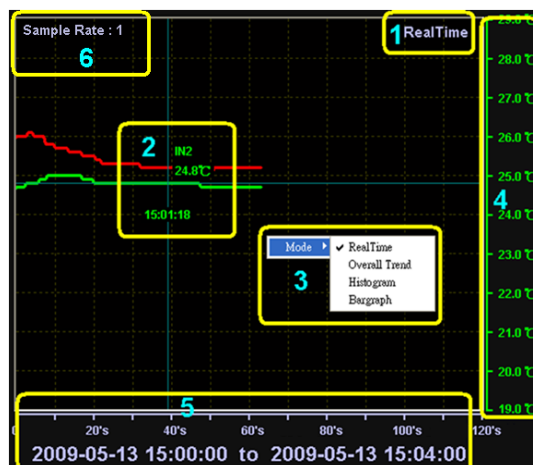 Sample Rate : 1
6
1 RealTime
29.0℃
28.0℃
27.0℃
26.0℃
25.0℃
24.0℃
23.0℃
22.0℃
21.0℃
20.0℃
19.0℃
4
2
IN2
24.8℃
15:01:18
Mode
RealTime
Overall Trend
Histogram
Bargraph
3
5
0's 20's 40's 60's 80's 100's 120's
2009-05-13 15:00:00 to 2009-05-13 15:04:00